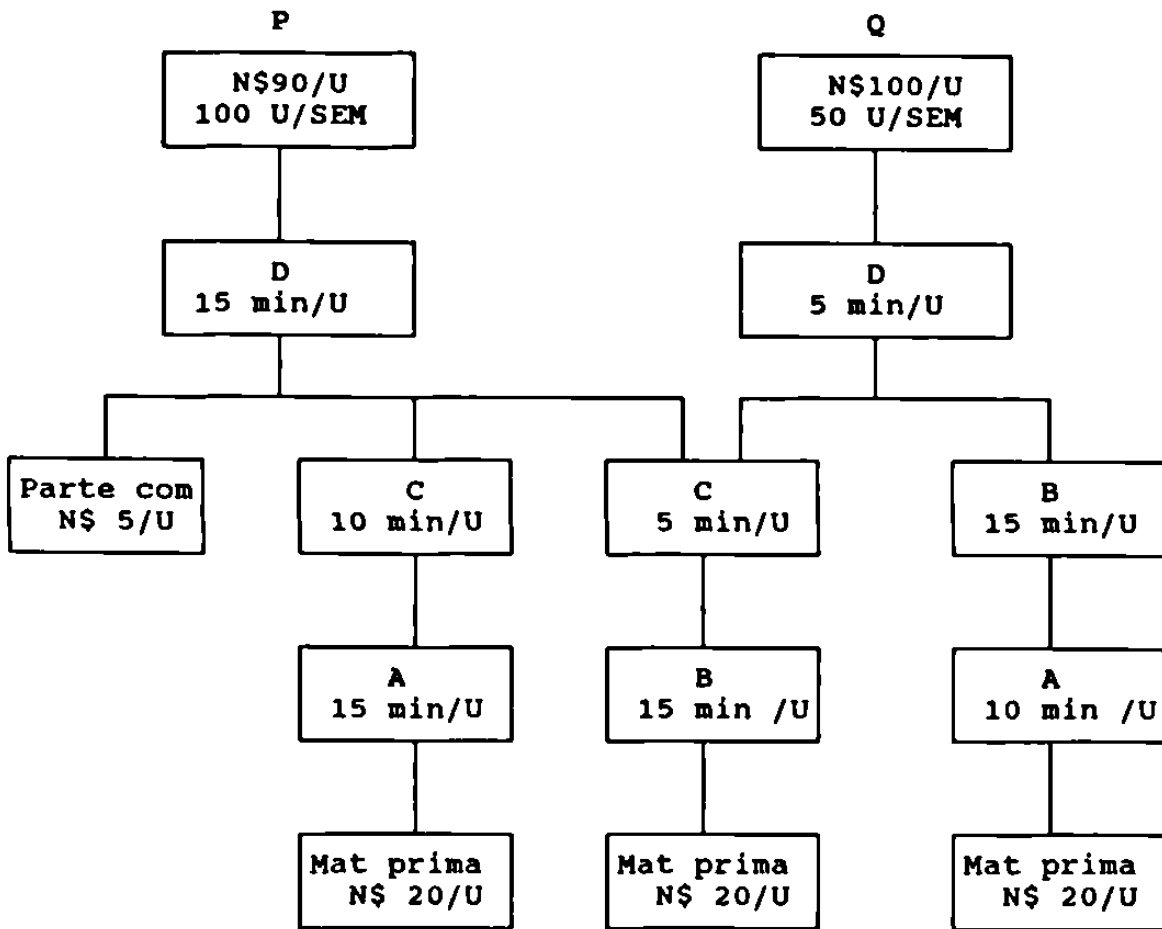 P
Q
N$90/U
100 U/SEM
N$100/U
50 U/SEM
D
15 min/U
D
5 min/U
Parte com
N$ 5/U
C
10 min/U
C
5 min/U
B
15 min/U
A
15 min/U
B
15 min /U
A
10 min /U
Mat prima
N$ 20/U
Mat prima
N$ 20/U
Mat prima
N$ 20/U